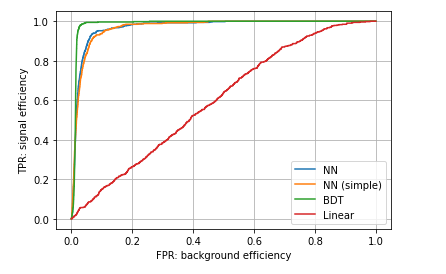 1.0
0.8
0.6
0.4
0.2
0.0
TPR: signal efficiency
NN
NN (simple)
BDT
Linear
0.0 0.2 0.4 0.6 0.8 1.0
FPR: background efficiency